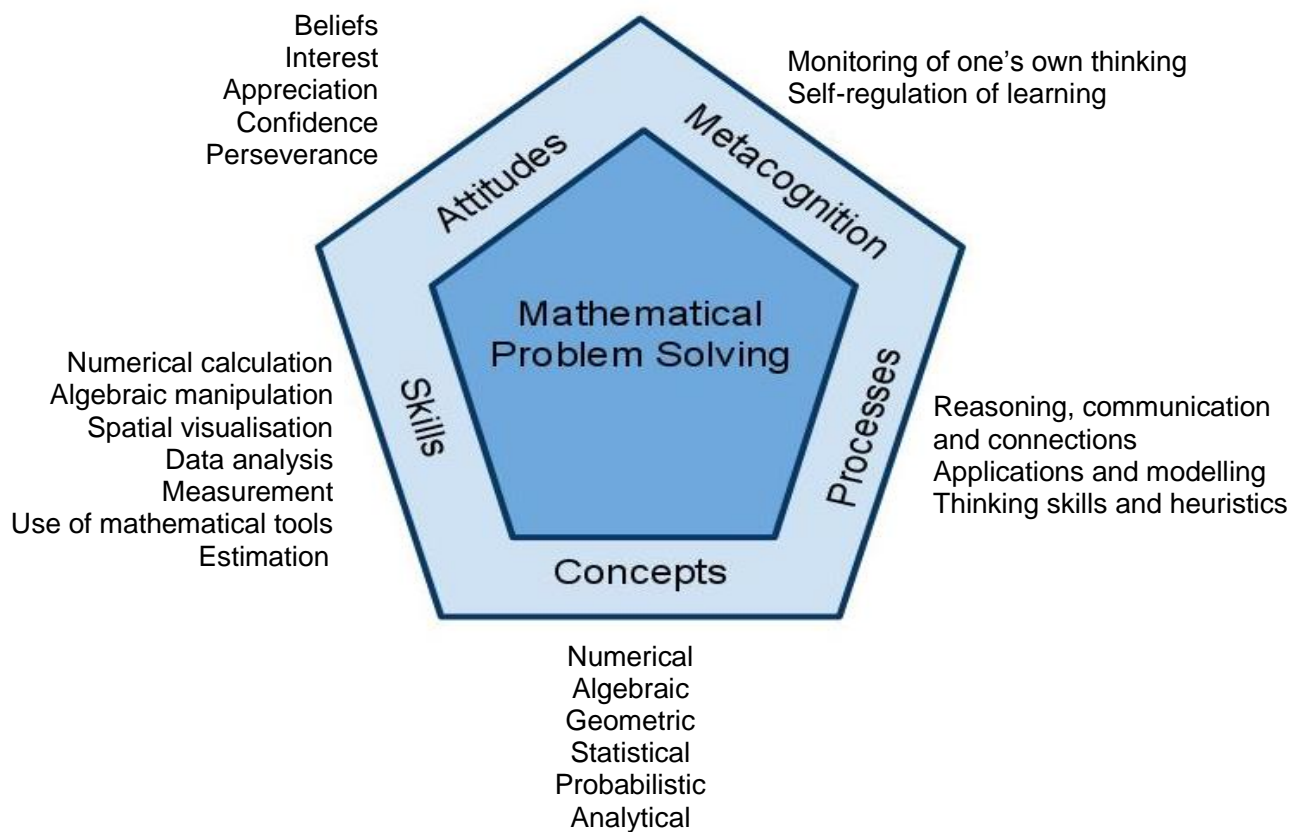 Beliefs
Interest
Appreciation
Confidence
Perseverance
Monitoring of one’s own thinking
Self-regulation of learning
Attitudes
Metacognition
Mathematical
Problem Solving
Numerical calculation
Algebraic manipulation
Spatial visualisation
Data analysis
Measurement
Use of mathematical tools
Estimation
Skills
Processes
Reasoning, communication
and connections
Applications and modelling
Thinking skills and heuristics
Concepts
Numerical
Algebraic
Geometric
Statistical
Probabilistic
Analytical